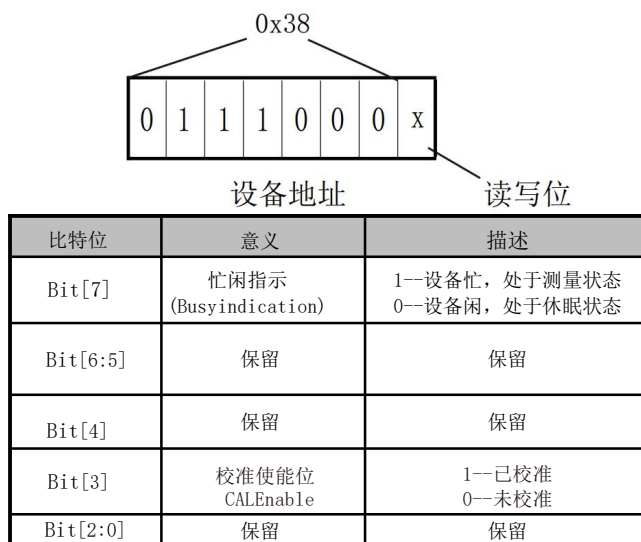 0x38
0 1 1 1 0 0 0 x
设备地址 读写位
比特位 意义 描述
Bit[7] 忙闲指示 (Busyindication) 1--设备忙，处于测量状态
0--设备闲，处于休眠状态
Bit[6:5] 保留 保留
Bit[4] 保留 保留
Bit[3] 校准使能位 CALEnable 1--已校准
0--未校准
Bit[2:0] 保留 保留